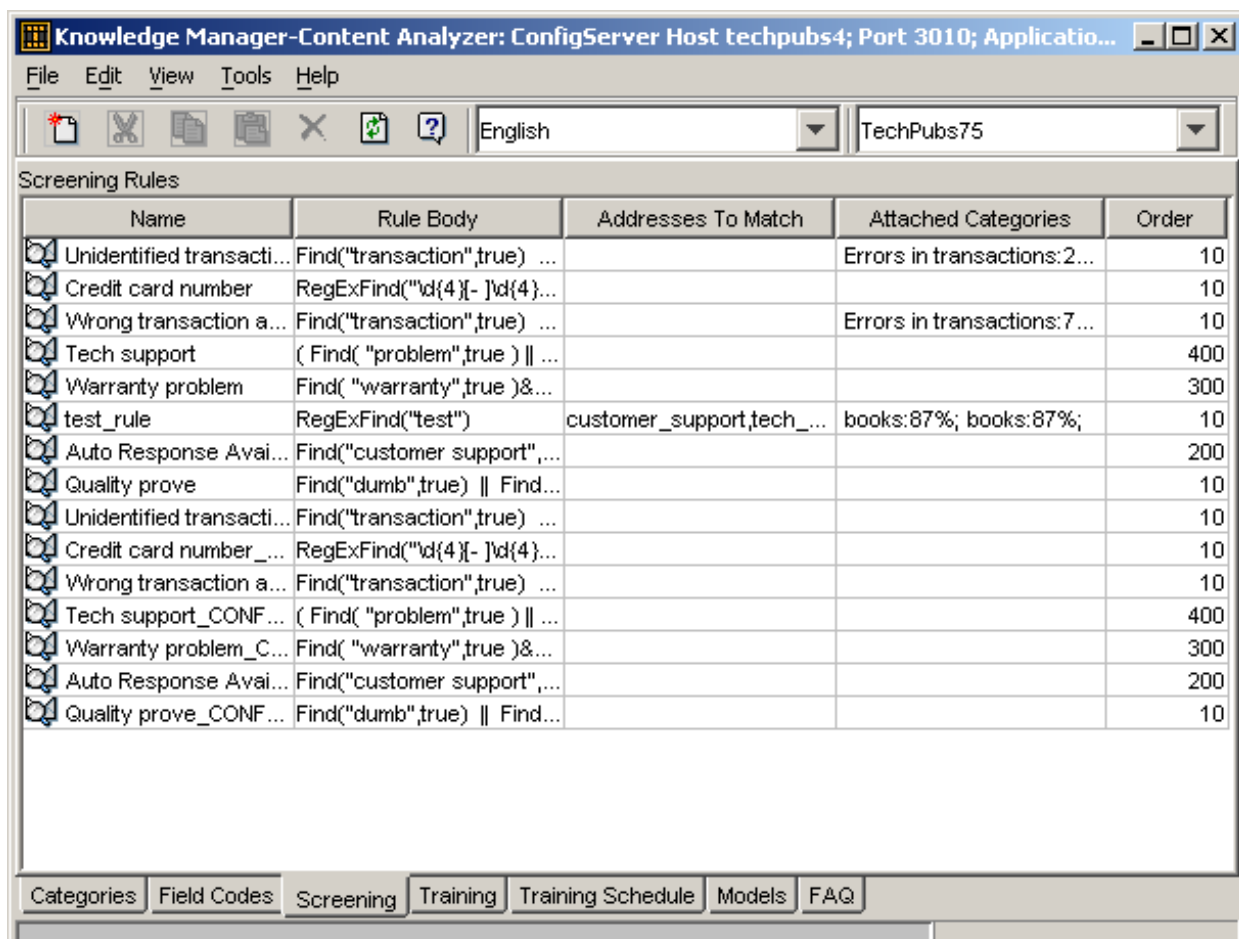 Knowledge Manager-Content Analyzer: ConfigServer Host techpubs4; Port 3010; Applicatio...
File Edit View Tools Help
English TechPubs75
Screening Rules
Name Rule Body Addresses To Match Attached Categories Order
Unidentified transacti... Find("transaction",true) ... Errors in transactions:2... 10
Credit card number RegExFind("\d{4}[- ]\d{4}... 10
Wrong transaction a... Find("transaction",true) ... Errors in transactions:7... 10
Tech support ( Find( "problem",true ) || ... 400
Warranty problem Find( "warranty",true )&... 300
test_rule RegExFind("test") customer_support,tech_... books:87%; books:87%; 10
Auto Response Avai... Find("customer support",... 200
Quality prove Find("dumb",true) || Find... 10
Unidentified transacti... Find("transaction",true) ... 10
Credit card number_... RegExFind("\d{4}[- ]\d{4}... 10
Wrong transaction a... Find("transaction",true) ... 10
Tech support_CONF... ( Find( "problem",true ) || ... 400
Warranty problem_C... Find( "warranty",true )&... 300
Auto Response Avai... Find("customer support",... 200
Quality prove_CONF... Find("dumb",true) || Find... 10
Categories Field Codes Screening Training Training Schedule Models FAQ